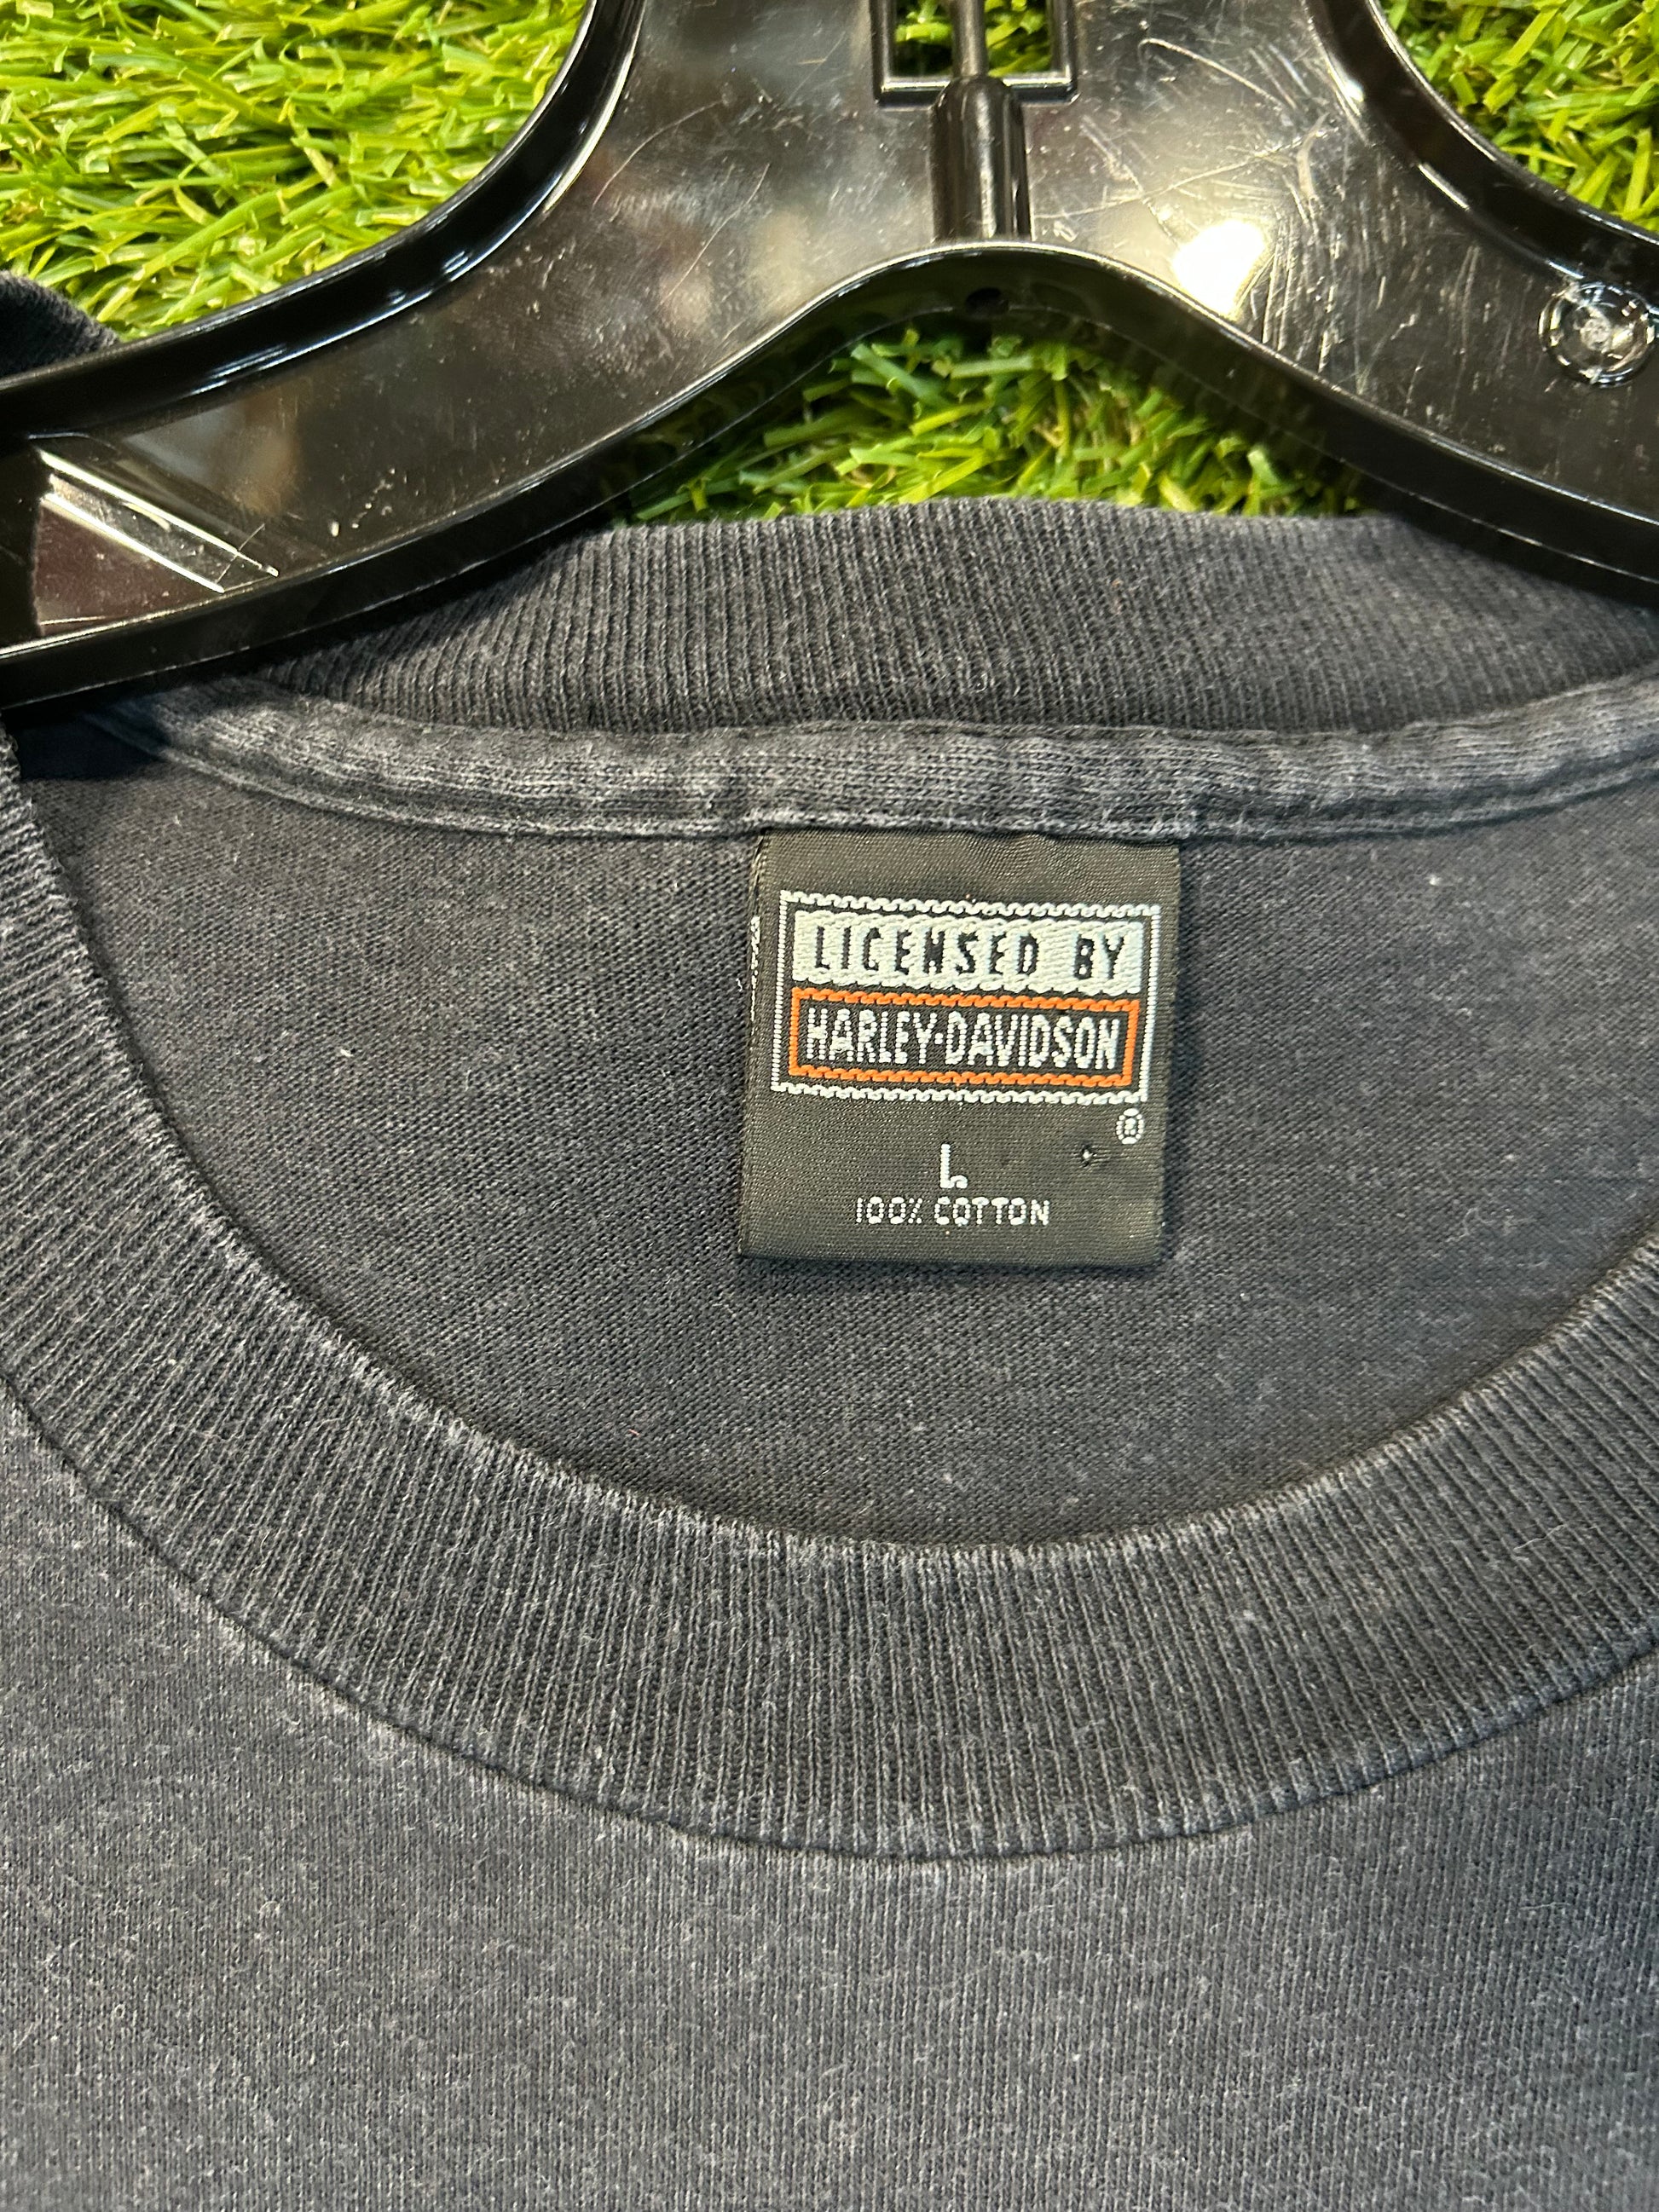 LICENSED BY
HARLEY-DAVIDSON
®
L
100% COTTON